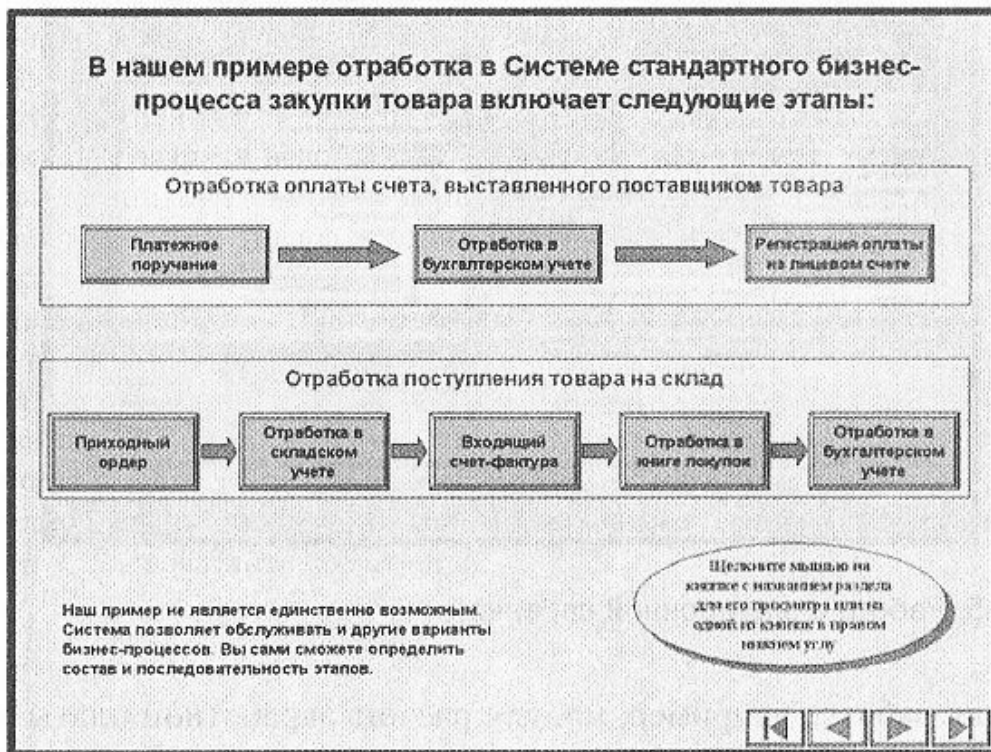 В нашем примере отработка в Системе стандартного бизнес-
процесса закупки товара включает следующие этапы:
Отработка оплаты счета, выставленного поставщиком товара
Платежное
поручание
Отработка в
бухгалтерском учете
Регистрация оплаты
на лицевом счете
Отработка поступления товара на склад
Приходный
ордер
Отработка в
складском
учете
Входящий
счет-фактура
Отработка в
книге покупок
Отработка в
бухгалтерском
учете
Щелкните мышью на
кнопке с названием раздела
для его просмотра или на
одной из кнопок в правом
нижнем углу
Наш пример не является единственно возможным.
Система позволяет обслуживать и другие варианты
бизнес-процессов. Вы сами сможете определить
состав и последовательность этапов.